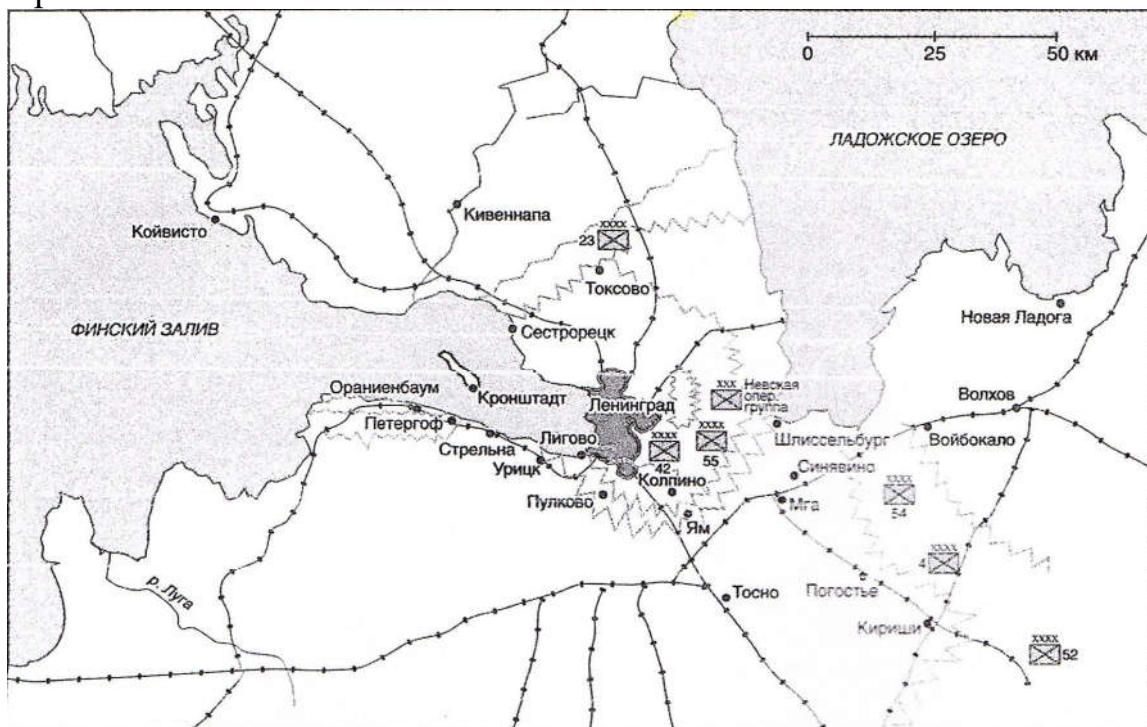 0 25 50 км
ЛАДОЖСКОЕ ОЗЕРО
Кивеннапа
Койвисто
xxxx
23
Токсово
Новая Ладога
ФИНСКИЙ ЗАЛИВ
Сестрорецк
xxx Невская
опер.
группа
Ораниенбаум
Кронштадт
Ленинград
Волхов
Петергоф
xxxx
55
Шлиссельбург
Войбокало
Стрельна
Лигово
xxxx
42
Урицк
Синявино
Колпино
Пулково
Мга
xxxx
54
Ям
xxxx
4
р. Луга
Погостье
Тосно
Кириши
xxxx
52